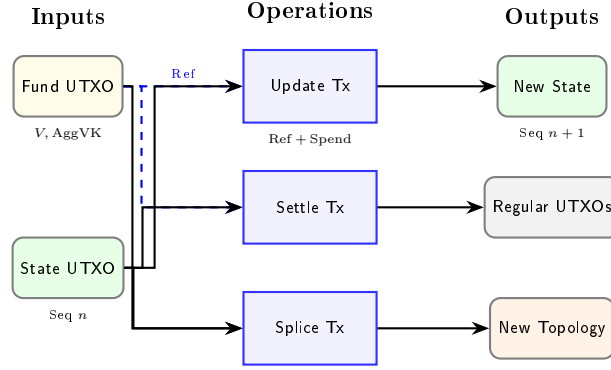 Inputs
Operations
Outputs
Fund UTXO
V, AggVK
Ref
Update Tx
Ref + Spend
New State
Seq n + 1
Settle Tx
Regular UTXOs
State UTXO
Seq n
Splice Tx
New Topology